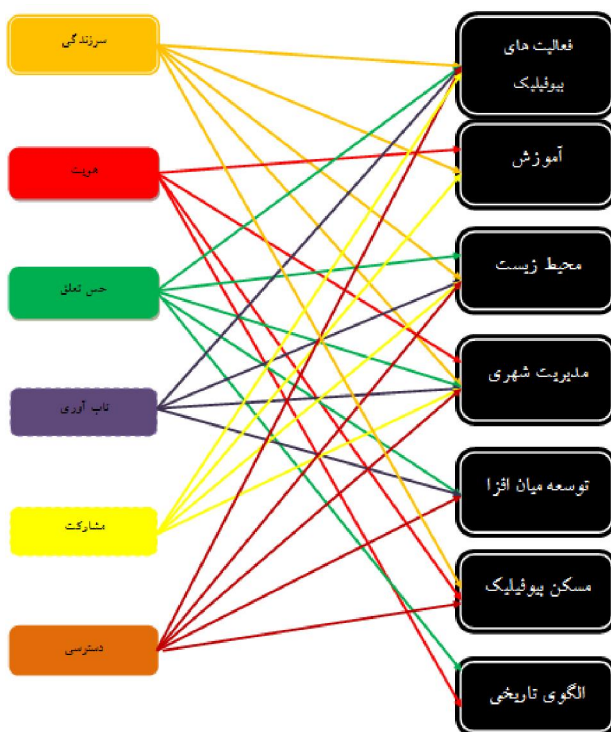 سرزندگی
هویت
حس تعلق
تاب آوری
مشارکت
دسترسی
فعالیت های
بیوفیلیک
آموزش
محیط زیست
مدیریت شهری
توسعه میان افزا
مسکن بیوفیلیک
الگوی تاریخی